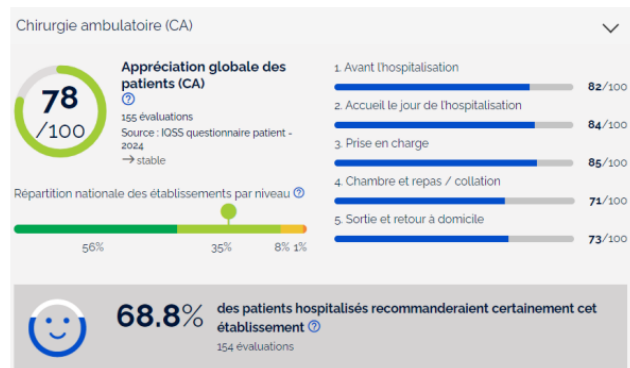 Chirurgie ambulatoire (CA)
78
/100
Appréciation globale des
patients (CA)
155 évaluations
Source : IQSS questionnaire patient -
2024
→ stable
Répartition nationale des établissements par niveau
56%
35%
8%
1%
1. Avant l'hospitalisation
82/100
2. Accueil le jour de l'hospitalisation
84/100
3. Prise en charge
85/100
4. Chambre et repas / collation
71/100
5. Sortie et retour à domicile
73/100
68.8%
des patients hospitalisés recommanderaient certainement cet
établissement
154 évaluations